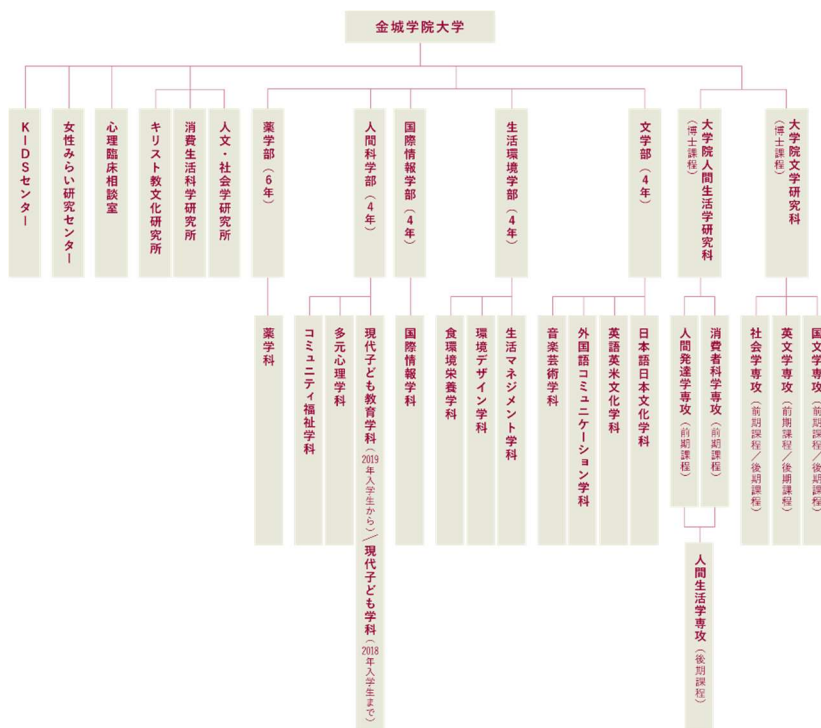 金城学院大学
大学院文学研究科（博士課程）
大学院人間生活学研究科（博士課程）
文学部（4年）
生活環境学部（4年）
国際情報学部（4年）
人間科学部（4年）
薬学部（6年）
人文・社会学研究所
消費生活科学研究所
キリスト教文化研究所
心理臨床相談室
女性みらい研究センター
KIDSセンター
国文学専攻（前期課程／後期課程）
英文学専攻（前期課程／後期課程）
社会学専攻（前期課程／後期課程）
消費者科学専攻（前期課程）
人間発達学専攻（前期課程）
日本語日本文化学科
英語英米文化学科
外国語コミュニケーション学科
音楽芸術学科
生活マネジメント学科
環境デザイン学科
食環境栄養学科
国際情報学科
現代子ども教育学科（2019年入学生から）／現代子ども学科（2018年入学生まで）
多元心理学科
コミュニティ福祉学科
薬学科
人間生活学専攻（後期課程）